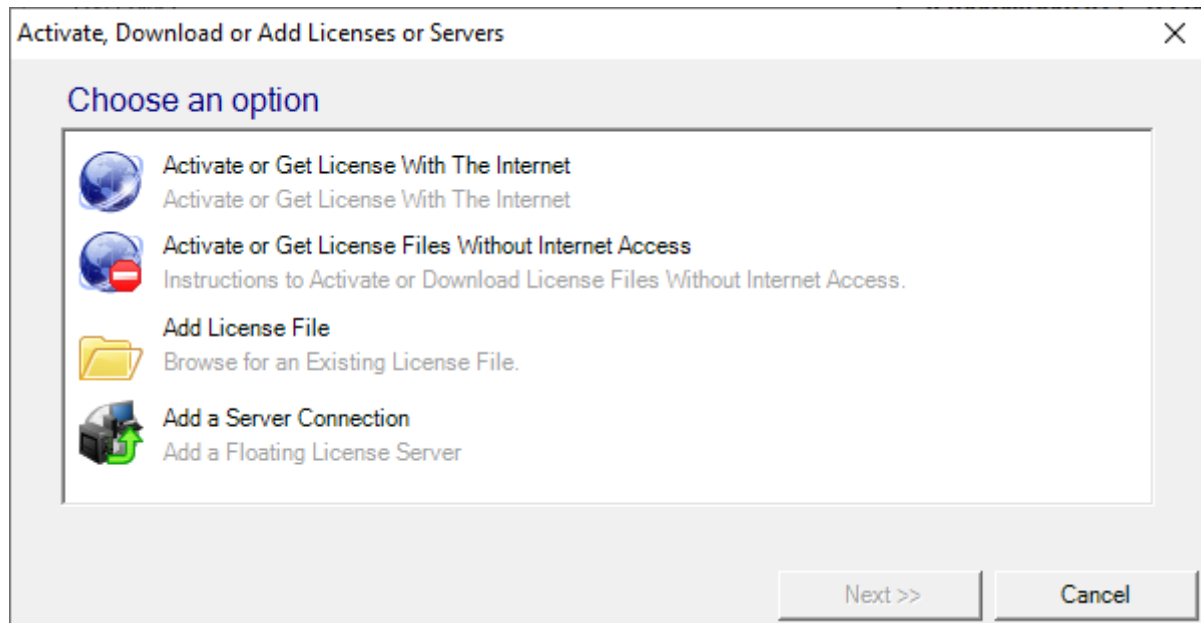 Activate, Download or Add Licenses or Servers
Choose an option
Activate or Get License With The Internet
Activate or Get License With The Internet
Activate or Get License Files Without Internet Access
Instructions to Activate or Download License Files Without Internet Access.
Add License File
Browse for an Existing License File.
Add a Server Connection
Add a Floating License Server
Next >>
Cancel